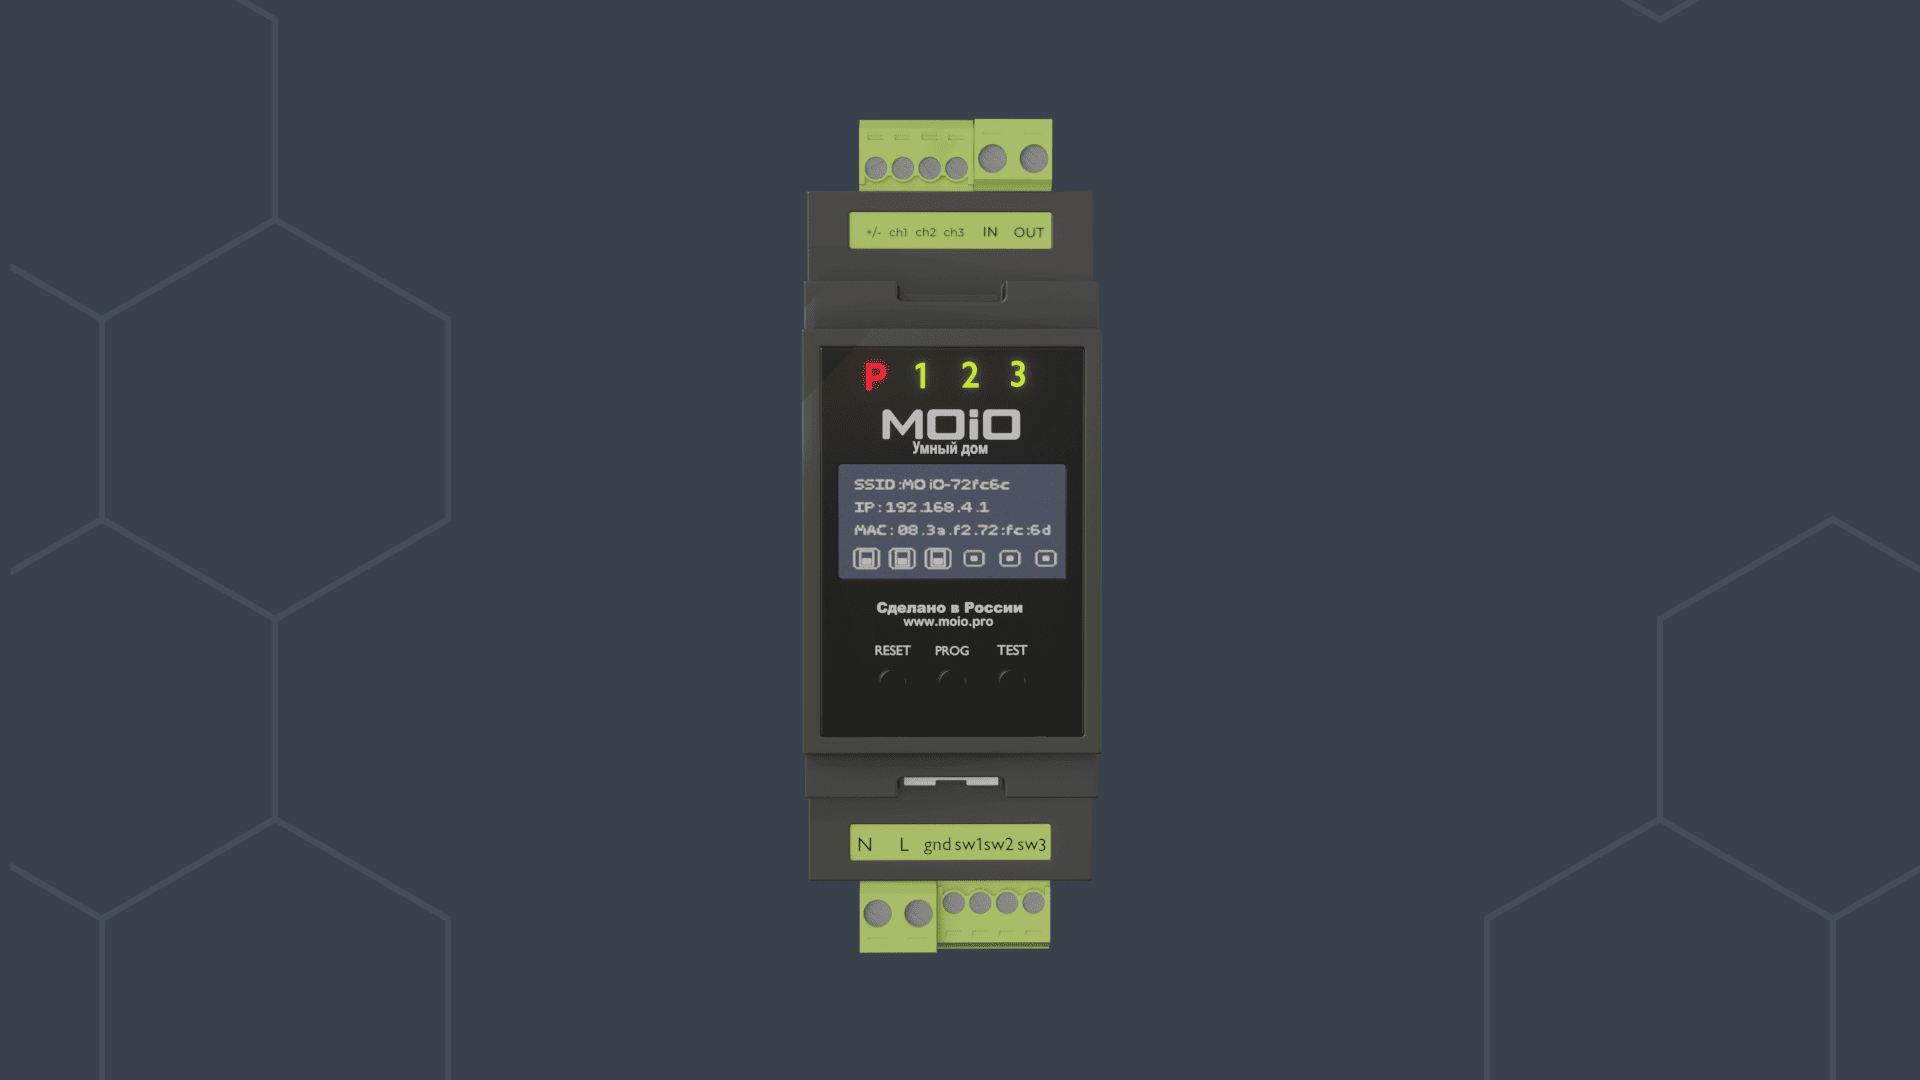 +/- ch1 ch2 ch3 IN OUT
P 1 2 3
MOiO
Умный дом
SSID:MOiO-72fc6c
IP:192.168.4.1
MAC:08.3a.f2.72:fc:6d
Сделано в России
www.moio.pro
RESET PROG TEST
N L gnd sw1 sw2 sw3